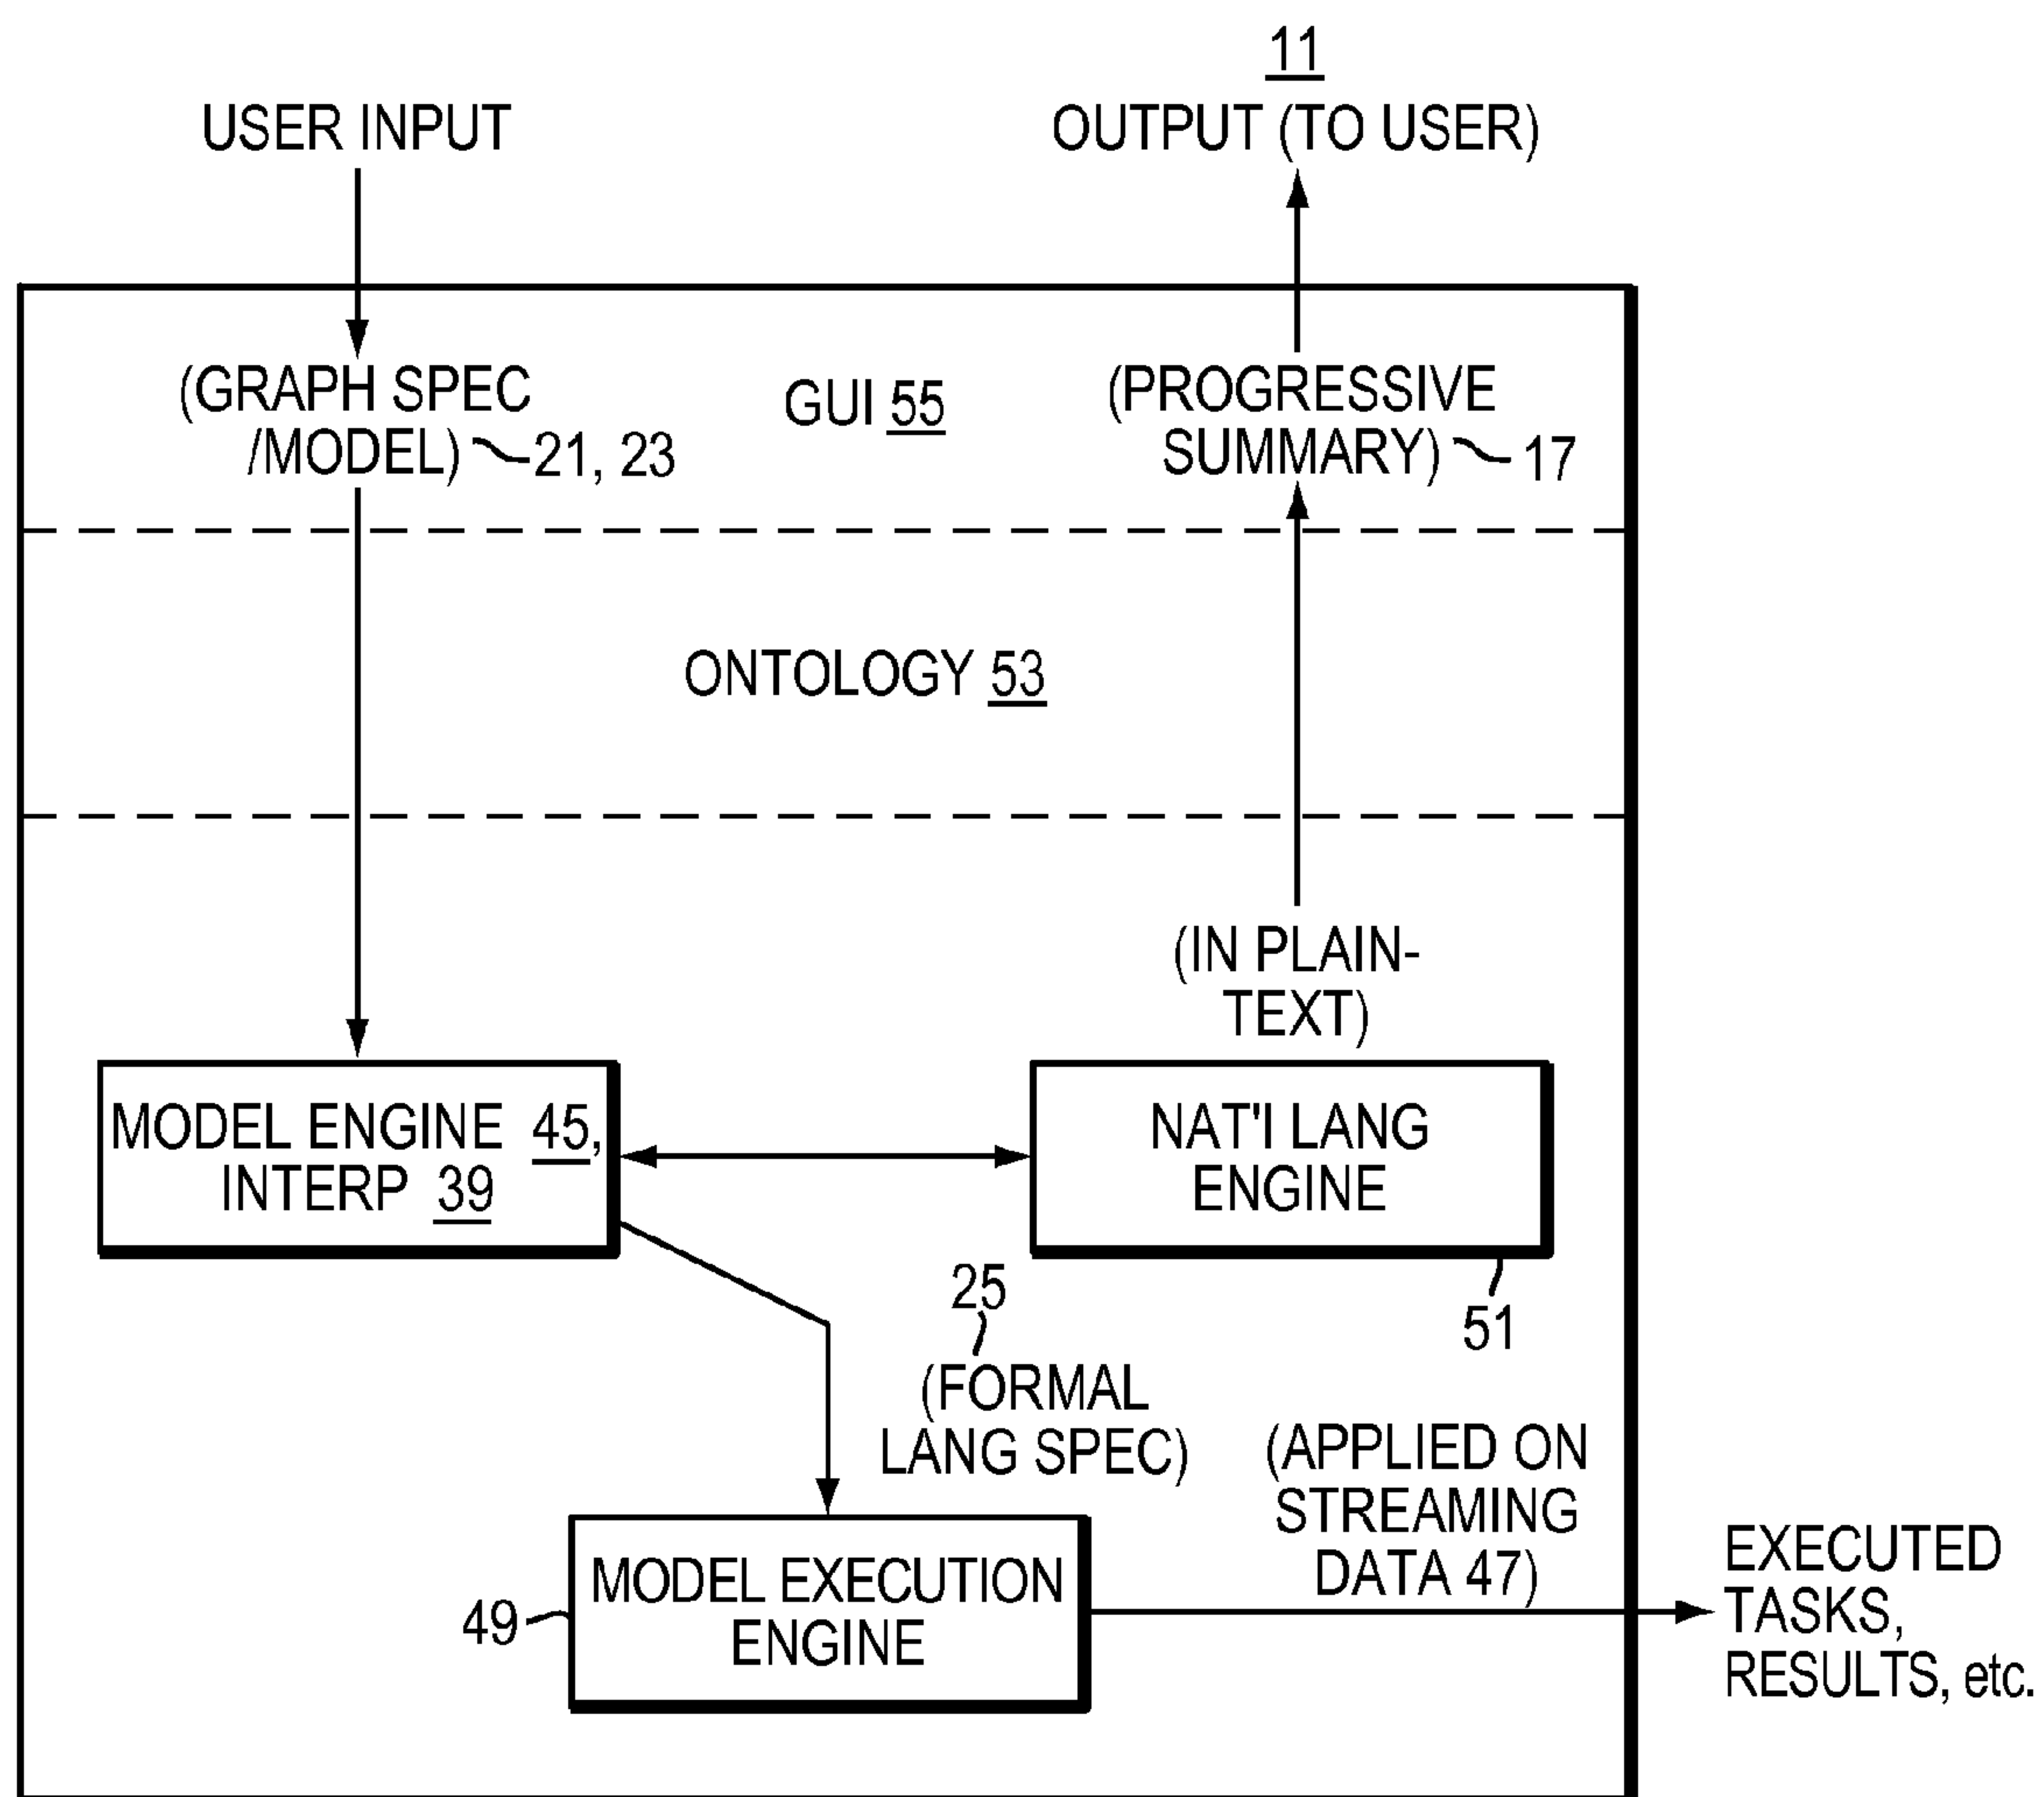 11
USER INPUT
OUTPUT (TO USER)
(GRAPH SPEC
/MODEL) 21, 23
GUI 55
(PROGRESSIVE
SUMMARY) 17
ONTOLOGY 53
(IN PLAIN-
TEXT)
MODEL ENGINE 45,
INTERP 39
NAT'l LANG
ENGINE
51
25
(FORMAL
LANG SPEC)
(APPLIED ON
STREAMING
DATA 47)
49
MODEL EXECUTION
ENGINE
EXECUTED
TASKS,
RESULTS, etc.